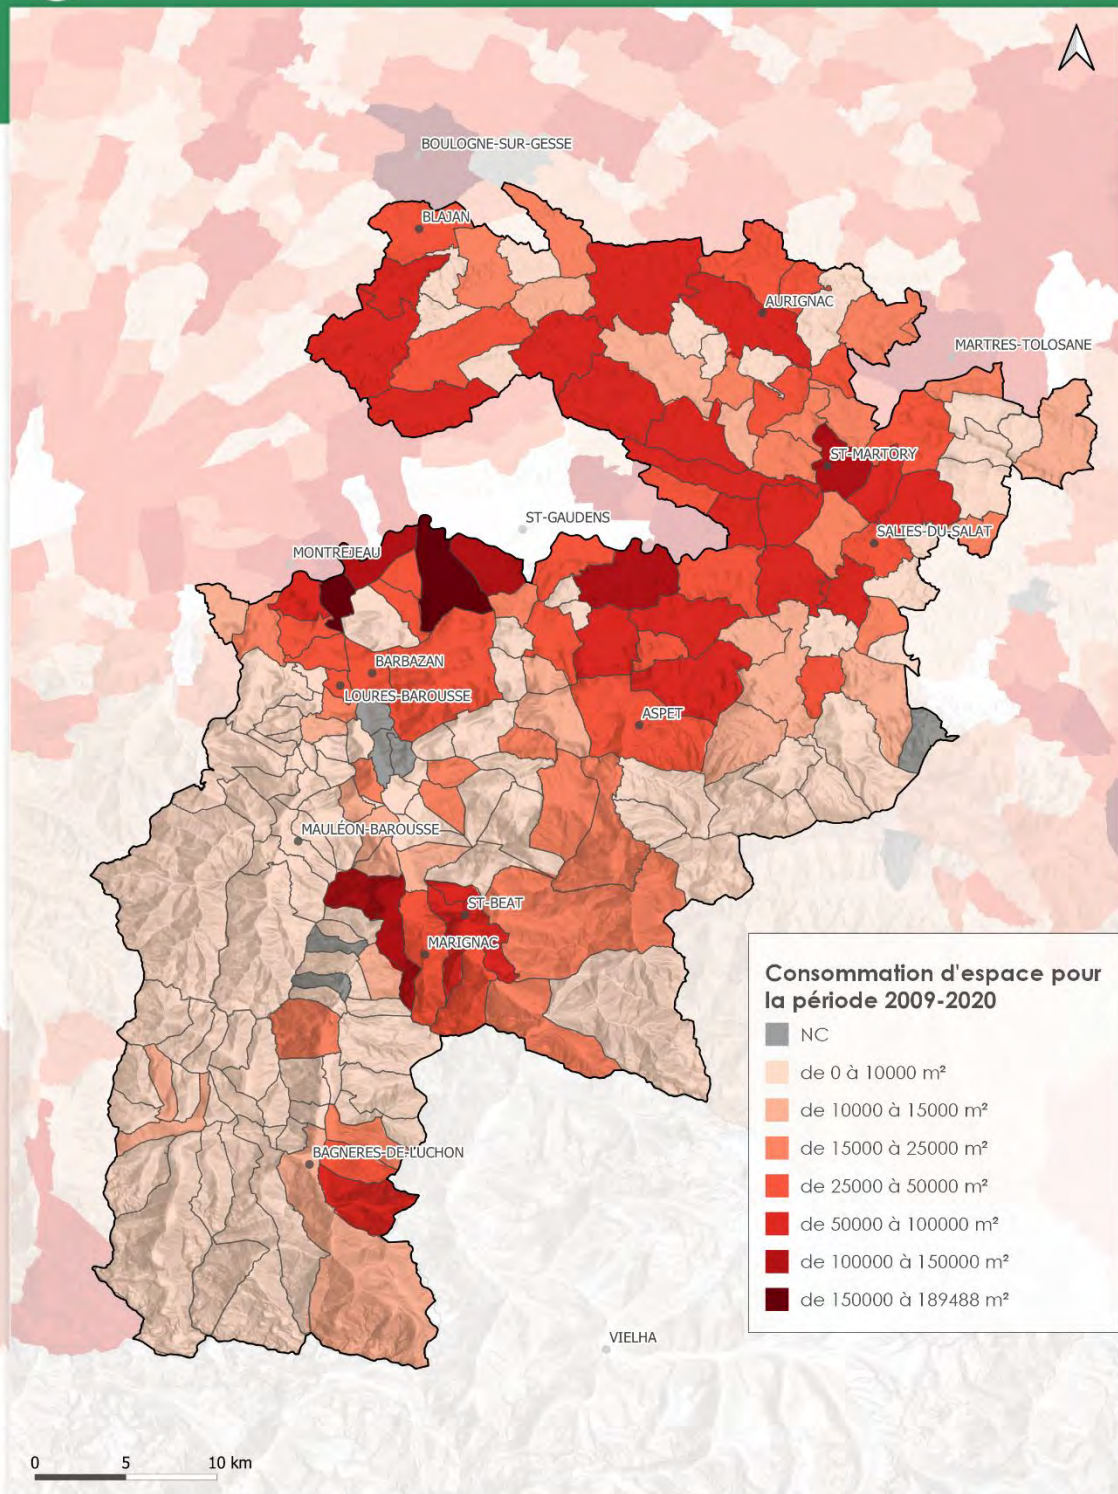 BOULOGNE-SUR-GESSE
BLAJAN
AURIGNAC
MARTRES-TOLOSANE
ST-MARTORY
ST-GAUDENS
SALIES-DU-SALAT
MONTRÉJEAU
BARBAZAN
LOURES-BAROUSSE
ASPET
MAULÉON-BAROUSSE
ST-BEAT
MARIGNAC
Consommation d'espace pour
la période 2009-2020
NC
de 0 à 10000 m²
de 10000 à 15000 m²
de 15000 à 25000 m²
de 25000 à 50000 m²
de 50000 à 100000 m²
de 100000 à 150000 m²
de 150000 à 189488 m²
BAGNERES-DE-LUCHON
VIELHA
0 5 10 km